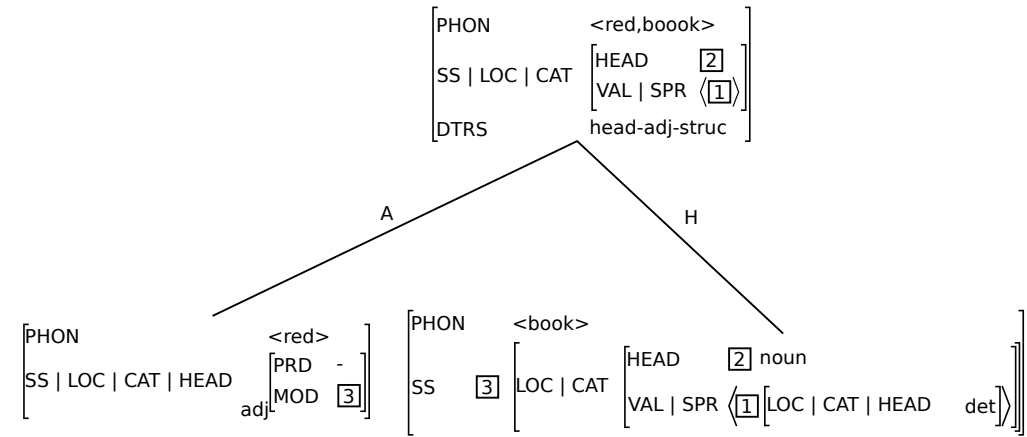 PHON <red,boook>
SS | LOC | CAT HEAD 2
VAL | SPR ⟨1⟩
DTRS head-adj-struc
A
H
PHON <red>
SS | LOC | CAT | HEAD adj PRD -
MOD 3
PHON <book>
SS 3 LOC | CAT HEAD 2 noun
VAL | SPR ⟨1 [LOC | CAT | HEAD det]⟩